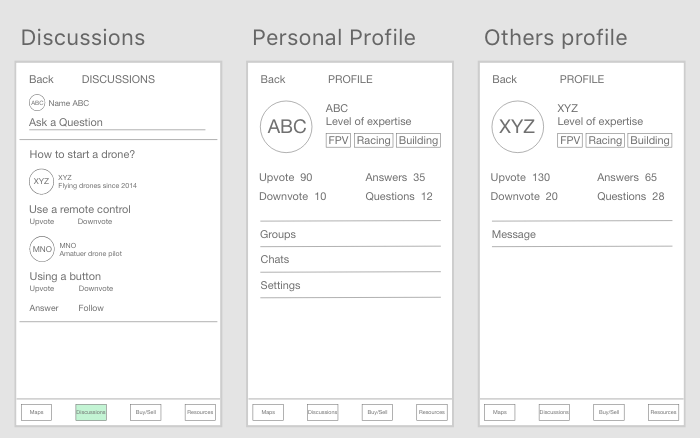 Discussions
Back DISCUSSIONS
ABC Name ABC
Ask a Question
How to start a drone?
XYZ XYZ
Flying drones since 2014
Use a remote control
Upvote Downvote
MNO MNO
Amatuer drone pilot
Using a button
Upvote Downvote
Answer Follow
Maps Discussions Buy/Sell Resources
Personal Profile
Back PROFILE
ABC
ABC
Level of expertise
FPV Racing Building
Upvote 90 Answers 35
Downvote 10 Questions 12
Groups
Chats
Settings
Maps Discussions Buy/Sell Resources
Others profile
Back PROFILE
XYZ
XYZ
Level of expertise
FPV Racing Building
Upvote 130 Answers 65
Downvote 20 Questions 28
Message
Maps Discussions Buy/Sell Resources